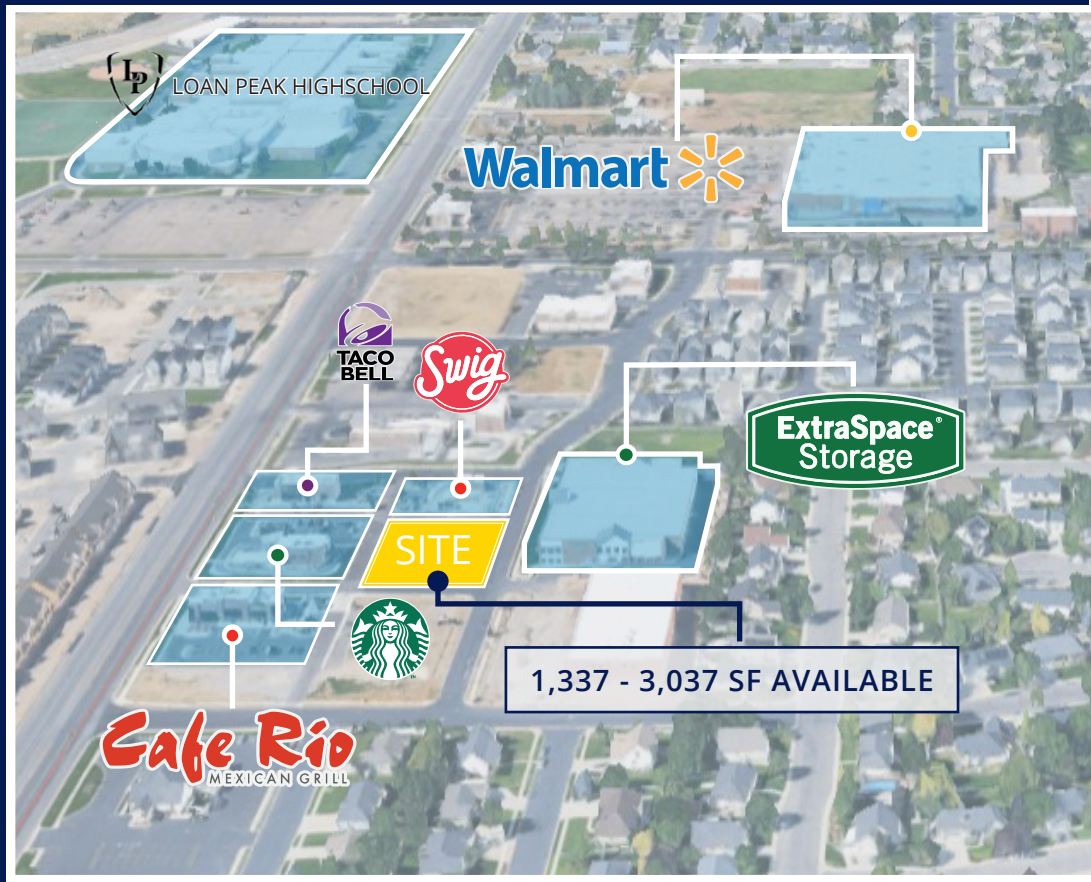 LP
LOAN PEAK HIGHSCHOOL
Walmart
TACO
BELL
Swig
ExtraSpace®
Storage
SITE
1,337 - 3,037 SF AVAILABLE
TM
Cafe Rio
MEXICAN GRILL